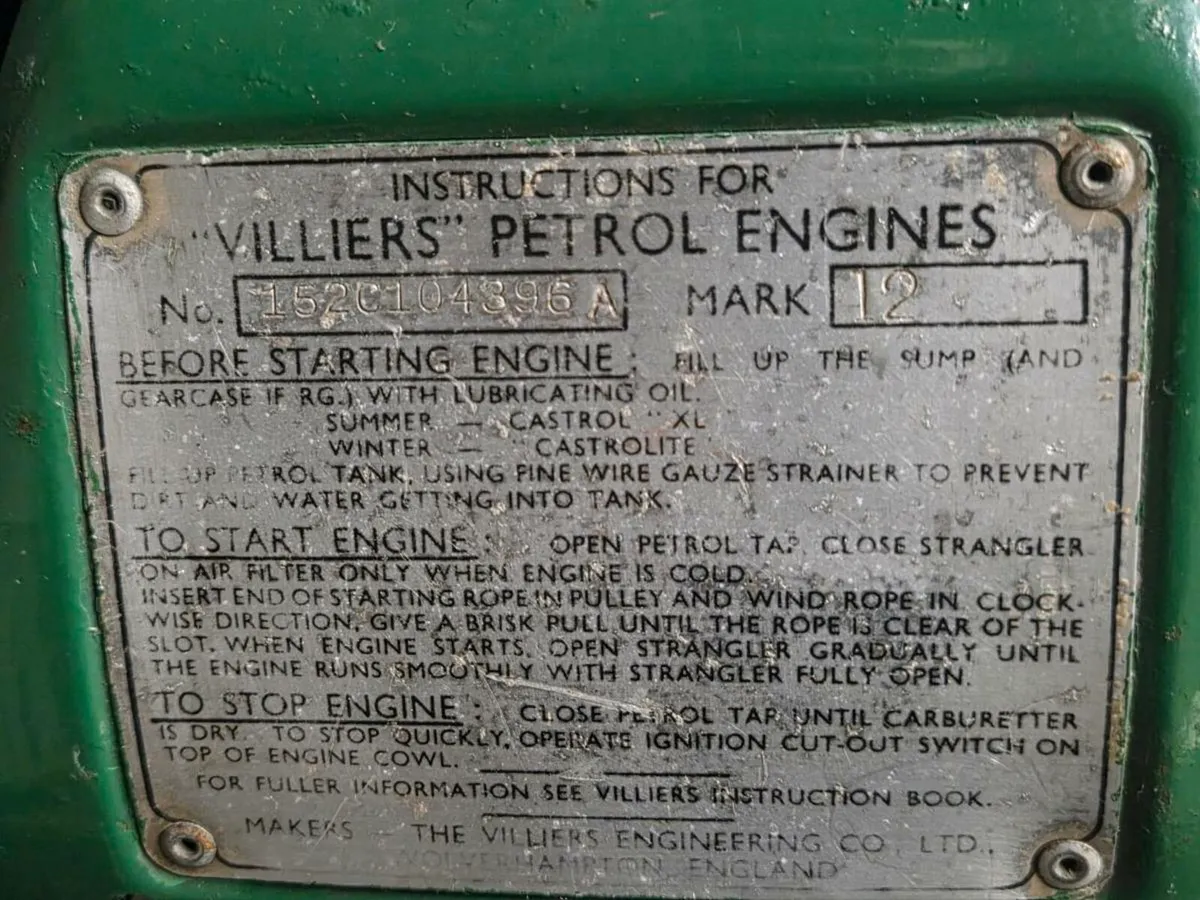 INSTRUCTIONS FOR
"VILLIERS" PETROL ENGINES
No. 152C104396 A MARK 12
BEFORE STARTING ENGINE : FILL UP THE SUMP (AND
GEARCASE IF RG.) WITH LUBRICATING OIL.
SUMMER — CASTROL "XL"
WINTER — "CASTROLITE"
FILL UP PETROL TANK, USING FINE WIRE GAUZE STRAINER TO PREVENT
DIRT AND WATER GETTING INTO TANK.
TO START ENGINE : OPEN PETROL TAP. CLOSE STRANGLER
ON AIR FILTER ONLY WHEN ENGINE IS COLD.
INSERT END OF STARTING ROPE IN PULLEY AND WIND ROPE IN CLOCK-
WISE DIRECTION, GIVE A BRISK PULL UNTIL THE ROPE IS CLEAR OF THE
SLOT. WHEN ENGINE STARTS, OPEN STRANGLER GRADUALLY UNTIL
THE ENGINE RUNS SMOOTHLY WITH STRANGLER FULLY OPEN.
TO STOP ENGINE : CLOSE PETROL TAP UNTIL CARBURETTER
IS DRY. TO STOP QUICKLY, OPERATE IGNITION CUT-OUT SWITCH ON
TOP OF ENGINE COWL.
FOR FULLER INFORMATION SEE VILLIERS INSTRUCTION BOOK.
MAKERS — THE VILLIERS ENGINEERING CO., LTD.,
WOLVERHAMPTON, ENGLAND